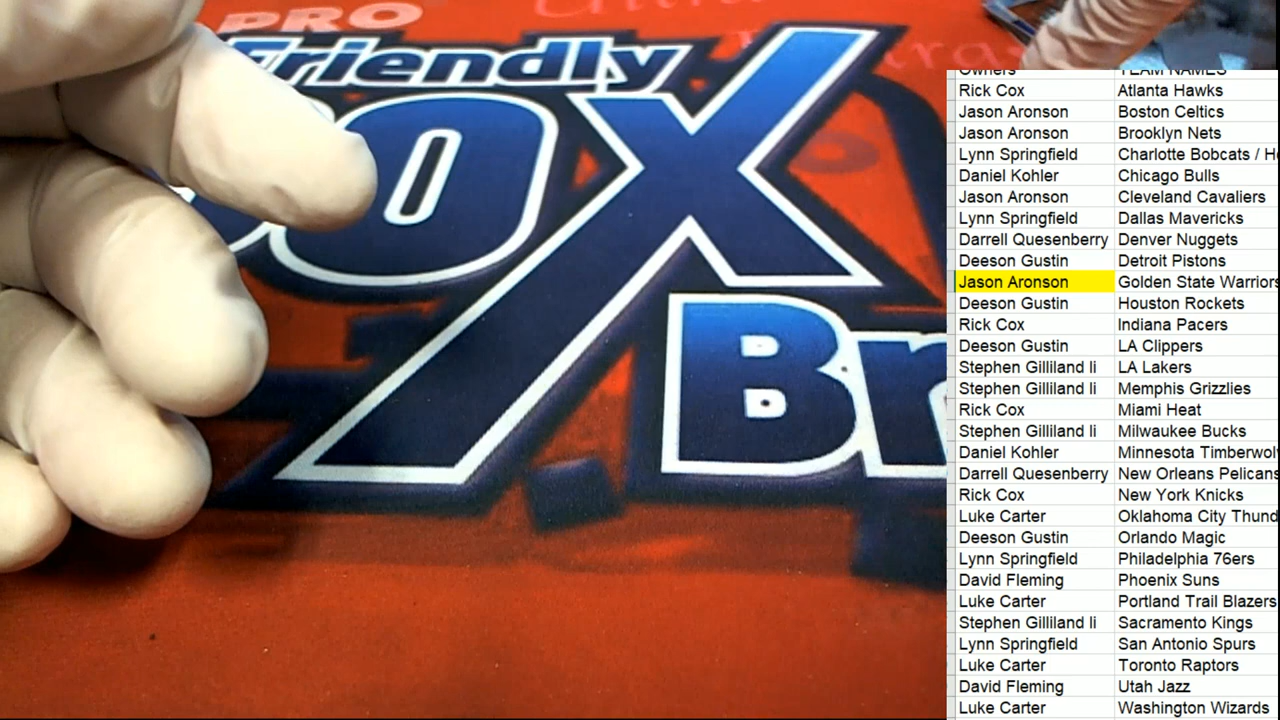 PRO
Friendly
Box
Br
Owners TEAM NAMES
Rick Cox Atlanta Hawks
Jason Aronson Boston Celtics
Jason Aronson Brooklyn Nets
Lynn Springfield Charlotte Bobcats / H
Daniel Kohler Chicago Bulls
Jason Aronson Cleveland Cavaliers
Lynn Springfield Dallas Mavericks
Darrell Quesenberry Denver Nuggets
Deeson Gustin Detroit Pistons
Jason Aronson Golden State Warriors
Deeson Gustin Houston Rockets
Rick Cox Indiana Pacers
Deeson Gustin LA Clippers
Stephen Gilliland Ii LA Lakers
Stephen Gilliland Ii Memphis Grizzlies
Rick Cox Miami Heat
Stephen Gilliland Ii Milwaukee Bucks
Daniel Kohler Minnesota Timberwol
Darrell Quesenberry New Orleans Pelicans
Rick Cox New York Knicks
Luke Carter Oklahoma City Thund
Deeson Gustin Orlando Magic
Lynn Springfield Philadelphia 76ers
David Fleming Phoenix Suns
Luke Carter Portland Trail Blazers
Stephen Gilliland Ii Sacramento Kings
Lynn Springfield San Antonio Spurs
Luke Carter Toronto Raptors
David Fleming Utah Jazz
Luke Carter Washington Wizards